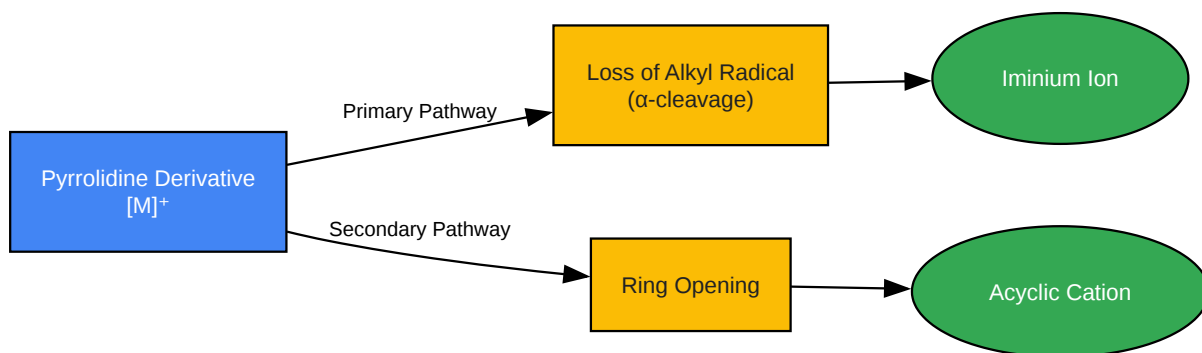 Loss of Alkyl Radical
(α-cleavage)
Iminium Ion
Primary Pathway
Pyrrolidine Derivative
[M]⁺
Secondary Pathway
Ring Opening
Acyclic Cation